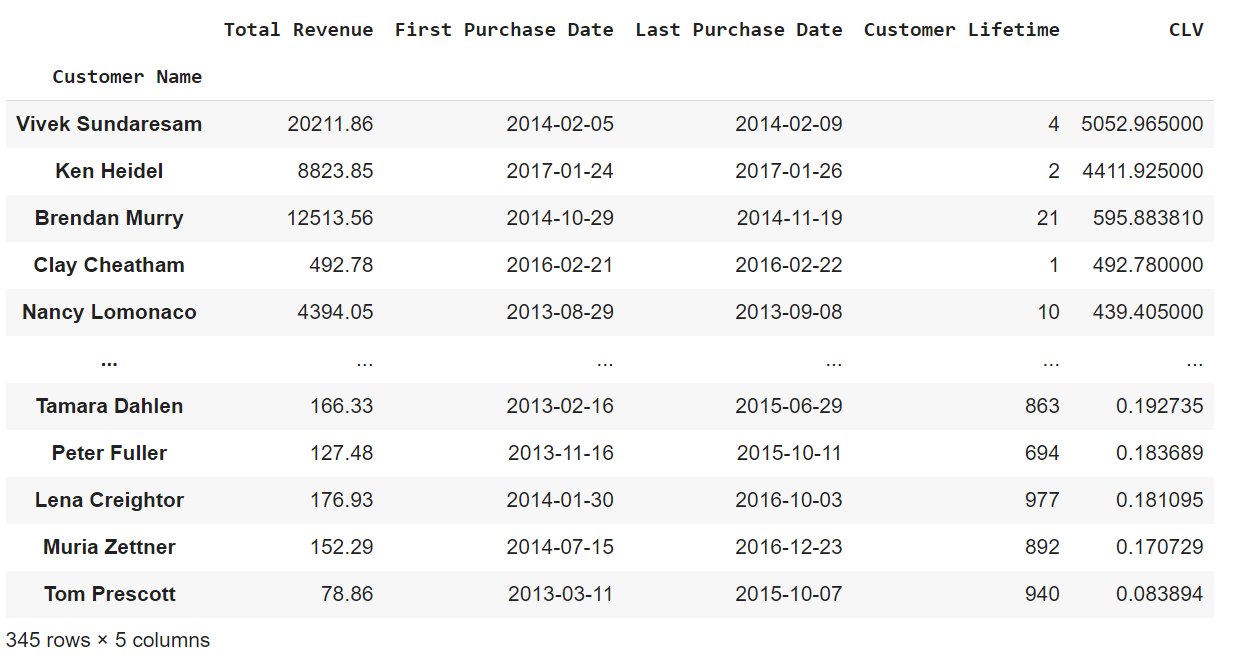 Total Revenue First Purchase Date Last Purchase Date Customer Lifetime CLV
Customer Name
Vivek Sundaresam 20211.86 2014-02-05 2014-02-09 4 5052.965000
Ken Heidel 8823.85 2017-01-24 2017-01-26 2 4411.925000
Brendan Murry 12513.56 2014-10-29 2014-11-19 21 595.883810
Clay Cheatham 492.78 2016-02-21 2016-02-22 1 492.780000
Nancy Lomonaco 4394.05 2013-08-29 2013-09-08 10 439.405000
... ... ... ... ... ...
Tamara Dahlen 166.33 2013-02-16 2015-06-29 863 0.192735
Peter Fuller 127.48 2013-11-16 2015-10-11 694 0.183689
Lena Creightor 176.93 2014-01-30 2016-10-03 977 0.181095
Muria Zettner 152.29 2014-07-15 2016-12-23 892 0.170729
Tom Prescott 78.86 2013-03-11 2015-10-07 940 0.083894
345 rows × 5 columns